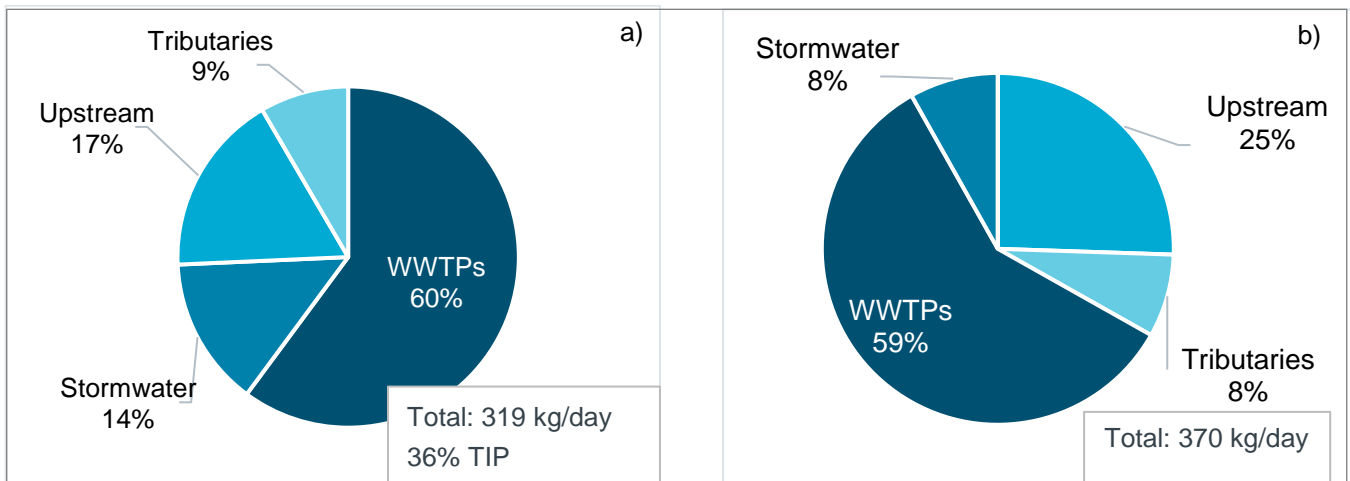 a)
Tributaries
9%
Upstream
17%
WWTPs
60%
Stormwater
14%
Total: 319 kg/day
36% TIP
b)
Stormwater
8%
Upstream
25%
WWTPs
59%
Tributaries
8%
Total: 370 kg/day